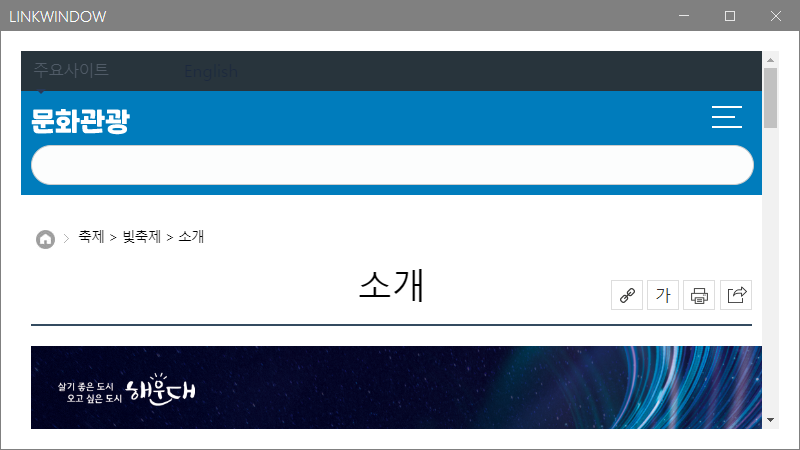 LINKWINDOW
주요사이트 English
문화관광
축제 > 빛축제 > 소개
소개
가
살기 좋은 도시
오고 싶은 도시
해운대